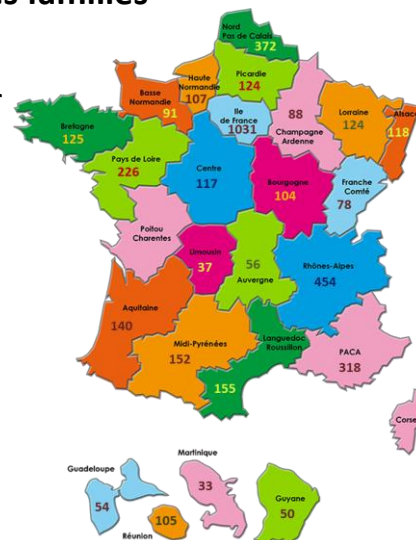 familles
Nord
Pas de Calais
372
Haute
Normandie
107
Picardie
124
Basse
Normandie
91
Ile
de France
1031
88
Champagne
Ardenne
Lorraine
124
Alsace
118
Bretagne
125
Pays de Loire
226
Centre
117
Bourgogne
104
Franche
Comté
78
Poitou
Charentes
Limousin
37
56
Auvergne
Rhônes-Alpes
454
Aquitaine
140
Midi-Pyrénées
152
Languedoc
Roussillon
155
PACA
318
Corse
Martinique
33
Guadeloupe
54
105
Réunion
Guyane
50